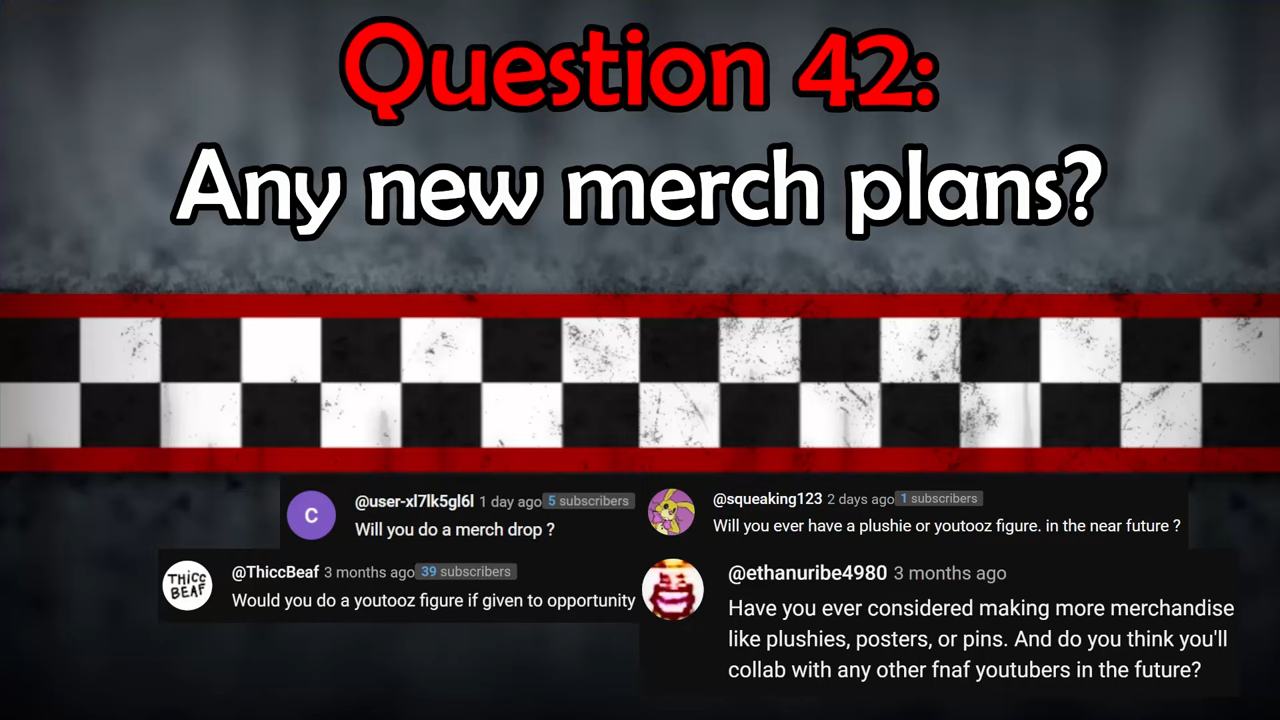 Question 42:
Any new merch plans?
C
@user-xl7lk5gl6l 1 day ago 5 subscribers
Will you do a merch drop ?
@squeaking123 2 days ago 1 subscribers
Will you ever have a plushie or youtooz figure. in the near future ?
THICC
BEAF
@ThiccBeaf 3 months ago 39 subscribers
Would you do a youtooz figure if given to opportunity
@ethanuribe4980 3 months ago
Have you ever considered making more merchandise
like plushies, posters, or pins. And do you think you'll
collab with any other fnaf youtubers in the future?